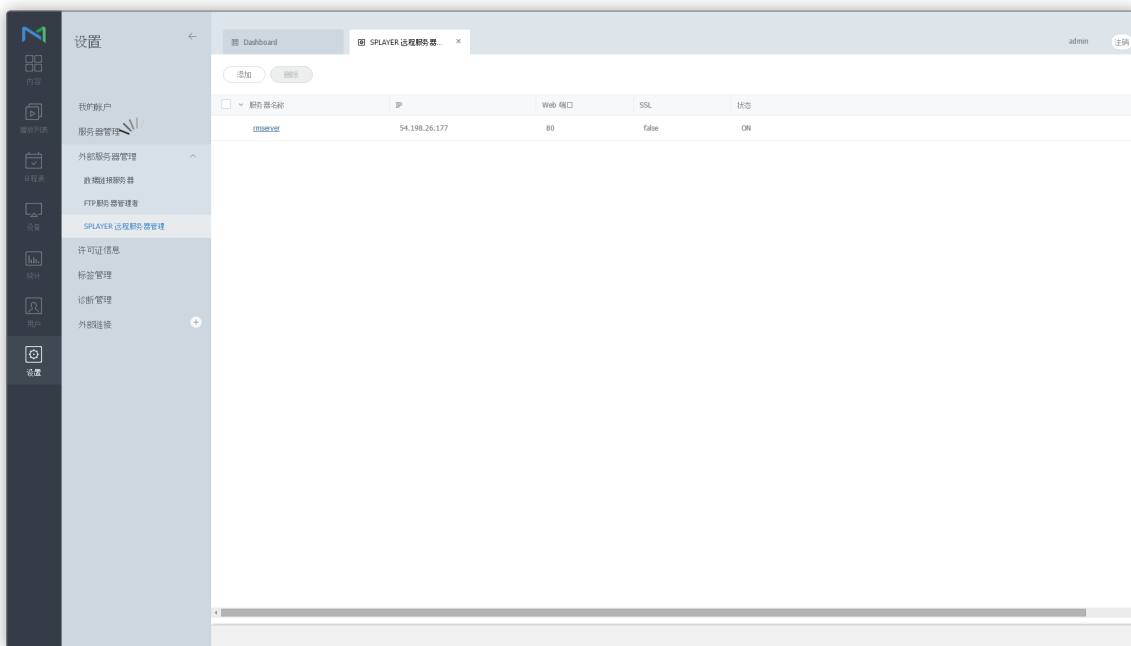 内容
播放列表
日程表
设备
统计
用户
设置
设置
我的帐户
服务器管理
外部服务器管理
数据链接服务器
FTP服务器管理者
SPLAYER 远程服务器管理
许可证信息
标签管理
诊断管理
外部连接
Dashboard
SPLAYER 远程服务器...
admin
注销
添加
删除
服务器名称 IP Web 端口 SSL 状态
rmserver 54.198.26.177 80 false ON